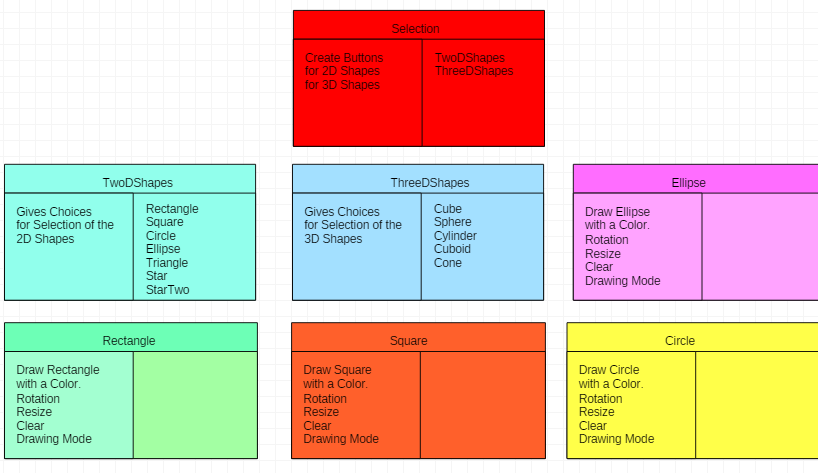 Selection
Create Buttons
for 2D Shapes
for 3D Shapes
TwoDShapes
ThreeDShapes
TwoDShapes
Gives Choices
for Selection of the
2D Shapes
Rectangle
Square
Circle
Ellipse
Triangle
Star
StarTwo
ThreeDShapes
Gives Choices
for Selection of the
3D Shapes
Cube
Sphere
Cylinder
Cuboid
Cone
Ellipse
Draw Ellipse
with a Color.
Rotation
Resize
Clear
Drawing Mode
Rectangle
Draw Rectangle
with a Color.
Rotation
Resize
Clear
Drawing Mode
Square
Draw Square
with a Color.
Rotation
Resize
Clear
Drawing Mode
Circle
Draw Circle
with a Color.
Rotation
Resize
Clear
Drawing Mode